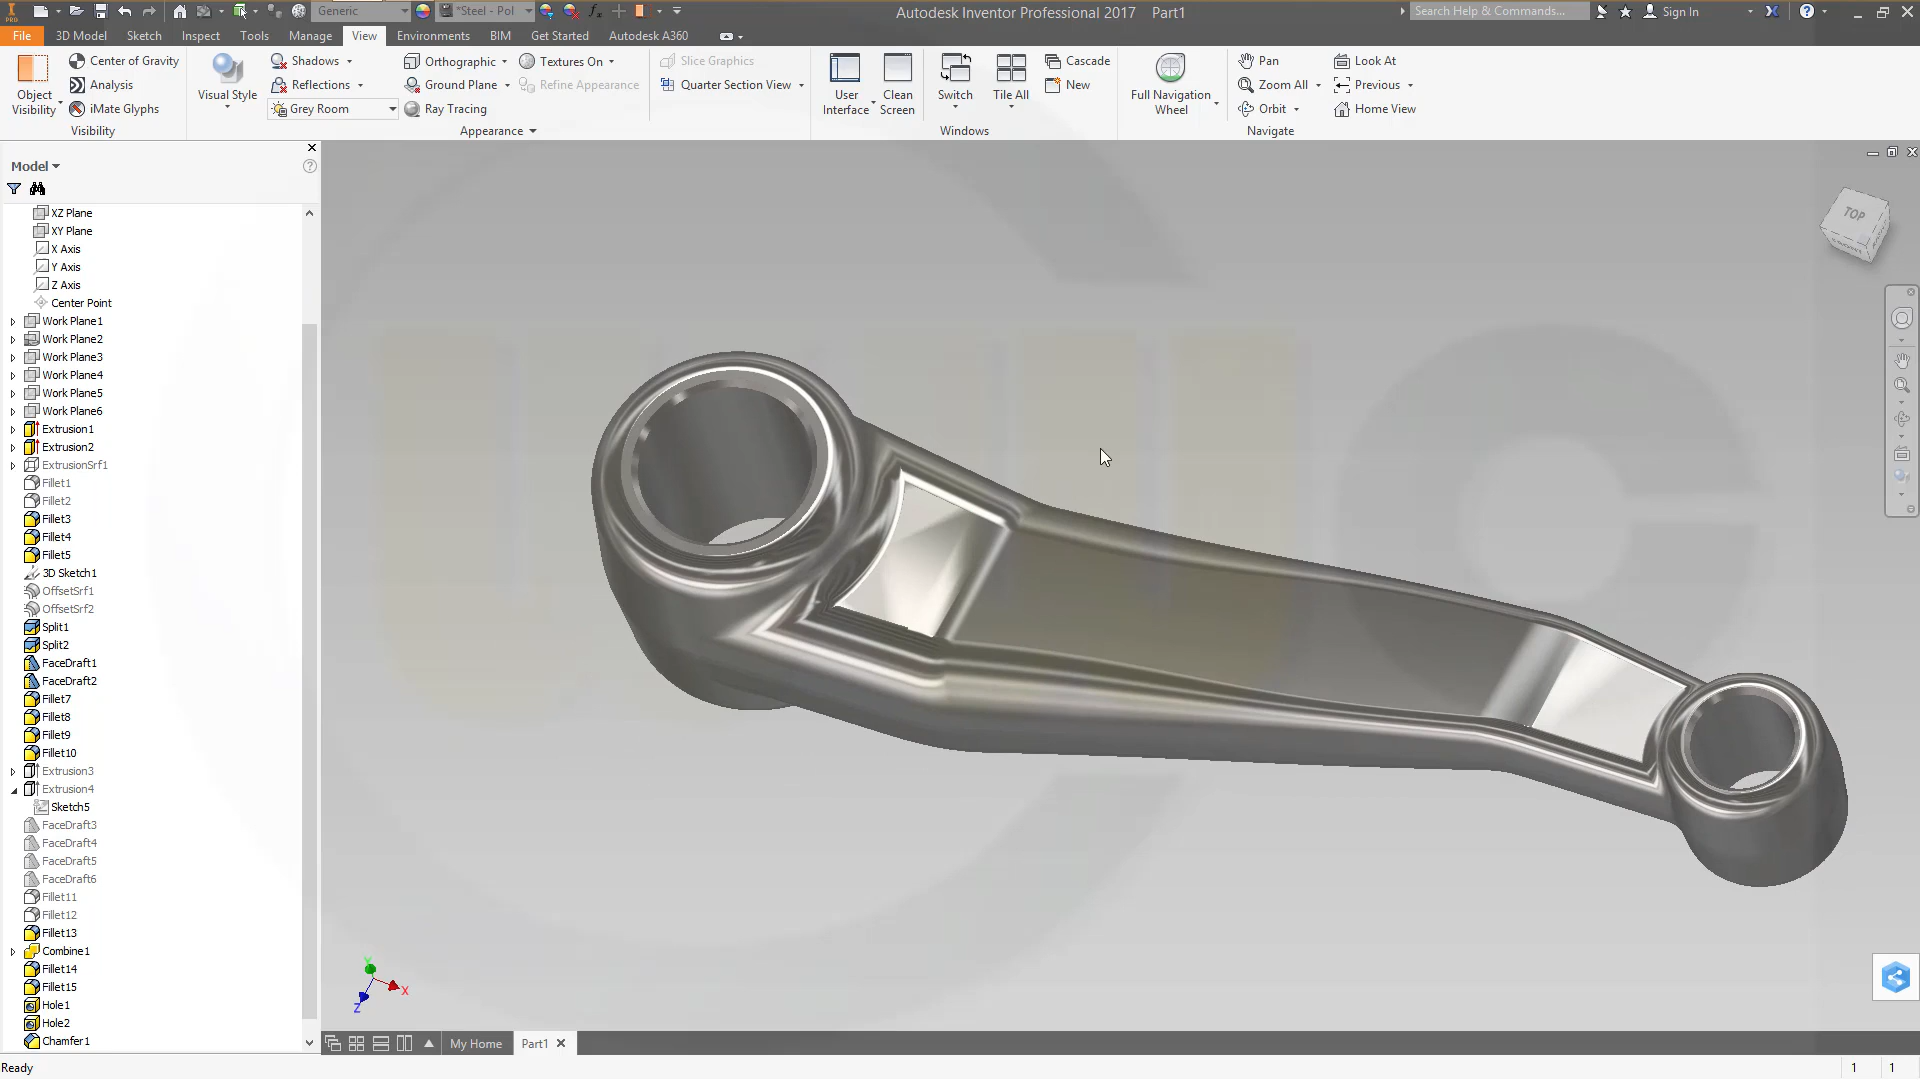 PRO
Generic
*Steel - Pol
fx
Autodesk Inventor Professional 2017 Part1
Search Help & Commands...
Sign In
File 3D Model Sketch Inspect Tools Manage View Environments BIM Get Started Autodesk A360
Object Visibility
Center of Gravity
Analysis
iMate Glyphs
Visibility
Visual Style
Shadows
Reflections
Grey Room
Orthographic
Ground Plane
Ray Tracing
Textures On
Refine Appearance
Appearance
Slice Graphics
Quarter Section View
User Interface
Clean Screen
Switch
Tile All
Cascade
New
Windows
Full Navigation Wheel
Pan
Zoom All
Orbit
Look At
Previous
Home View
Navigate
Model
XZ Plane
XY Plane
X Axis
Y Axis
Z Axis
Center Point
Work Plane1
Work Plane2
Work Plane3
Work Plane4
Work Plane5
Work Plane6
Extrusion1
Extrusion2
ExtrusionSrf1
Fillet1
Fillet2
Fillet3
Fillet4
Fillet5
3D Sketch1
OffsetSrf1
OffsetSrf2
Split1
Split2
FaceDraft1
FaceDraft2
Fillet7
Fillet8
Fillet9
Fillet10
Extrusion3
Extrusion4
Sketch5
FaceDraft3
FaceDraft4
FaceDraft5
FaceDraft6
Fillet11
Fillet12
Fillet13
Combine1
Fillet14
Fillet15
Hole1
Hole2
Chamfer1
TOP
Y
X
Z
My Home Part1
Ready
1 1